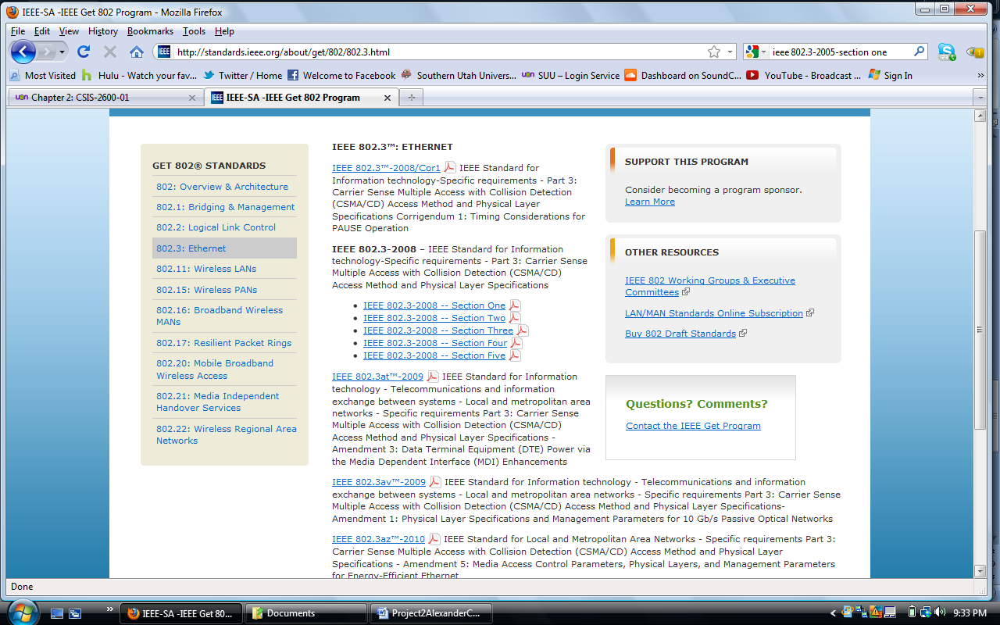 IEEE-SA -IEEE Get 802 Program - Mozilla Firefox
File Edit View History Bookmarks Tools Help
IEEE http://standards.ieee.org/about/get/802/802.3.html ieee 802.3-2005-section one
Most Visited Hulu - Watch your fav... Twitter / Home Welcome to Facebook Southern Utah Univers... SUU – Login Service Dashboard on SoundC... YouTube - Broadcast ... Sign In »
Chapter 2: CSIS-2600-01 IEEE IEEE-SA -IEEE Get 802 Program
GET 802® STANDARDS
802: Overview & Architecture
802.1: Bridging & Management
802.2: Logical Link Control
802.3: Ethernet
802.11: Wireless LANs
802.15: Wireless PANs
802.16: Broadband Wireless
MANs
802.17: Resilient Packet Rings
802.20: Mobile Broadband
Wireless Access
802.21: Media Independent
Handover Services
802.22: Wireless Regional Area
Networks
IEEE 802.3™: ETHERNET
IEEE 802.3™-2008/Cor1 IEEE Standard for
Information technology-Specific requirements - Part 3:
Carrier Sense Multiple Access with Collision Detection
(CSMA/CD) Access Method and Physical Layer
Specifications Corrigendum 1: Timing Considerations for
PAUSE Operation
IEEE 802.3-2008 – IEEE Standard for Information
technology-Specific requirements - Part 3: Carrier Sense
Multiple Access with Collision Detection (CSMA/CD)
Access Method and Physical Layer Specifications
• IEEE 802.3-2008 -- Section One
• IEEE 802.3-2008 -- Section Two
• IEEE 802.3-2008 -- Section Three
• IEEE 802.3-2008 -- Section Four
• IEEE 802.3-2008 -- Section Five
IEEE 802.3at™-2009 IEEE Standard for Information
technology - Telecommunications and information
exchange between systems - Local and metropolitan area
networks - Specific requirements Part 3: Carrier Sense
Multiple Access with Collision Detection (CSMA/CD)
Access Method and Physical Layer Specifications -
Amendment 3: Data Terminal Equipment (DTE) Power via
the Media Dependent Interface (MDI) Enhancements
IEEE 802.3av™-2009 IEEE Standard for Information technology - Telecommunications and information
exchange between systems - Local and metropolitan area networks - Specific requirements Part 3: Carrier Sense
Multiple Access with Collision Detection (CSMA/CD) Access Method and Physical Layer Specifications-
Amendment 1: Physical Layer Specifications and Management Parameters for 10 Gb/s Passive Optical Networks
IEEE 802.3az™-2010 IEEE Standard for Local and Metropolitan Area Networks - Specific requirements Part 3:
Carrier Sense Multiple Access with Collision Detection (CSMA/CD) Access Method and Physical Layer
Specifications - Amendment 5: Media Access Control Parameters, Physical Layers, and Management Parameters
for Energy-Efficient Ethernet
SUPPORT THIS PROGRAM
Consider becoming a program sponsor.
Learn More
OTHER RESOURCES
IEEE 802 Working Groups & Executive
Committees
LAN/MAN Standards Online Subscription
Buy 802 Draft Standards
Questions? Comments?
Contact the IEEE Get Program
Done
» IEEE-SA -IEEE Get 80... Documents Project2AlexanderC... 9:33 PM